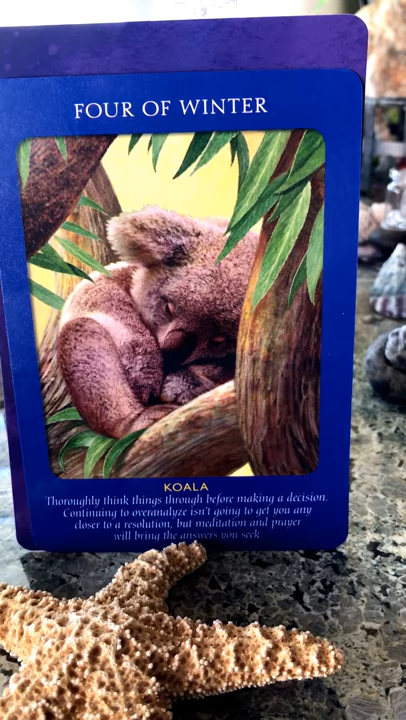 FOUR OF WINTER
KOALA
Thoroughly think things through before making a decision.
Continuing to overanalyze isn't going to get you any
closer to a resolution, but meditation and prayer
will bring the answers you seek.